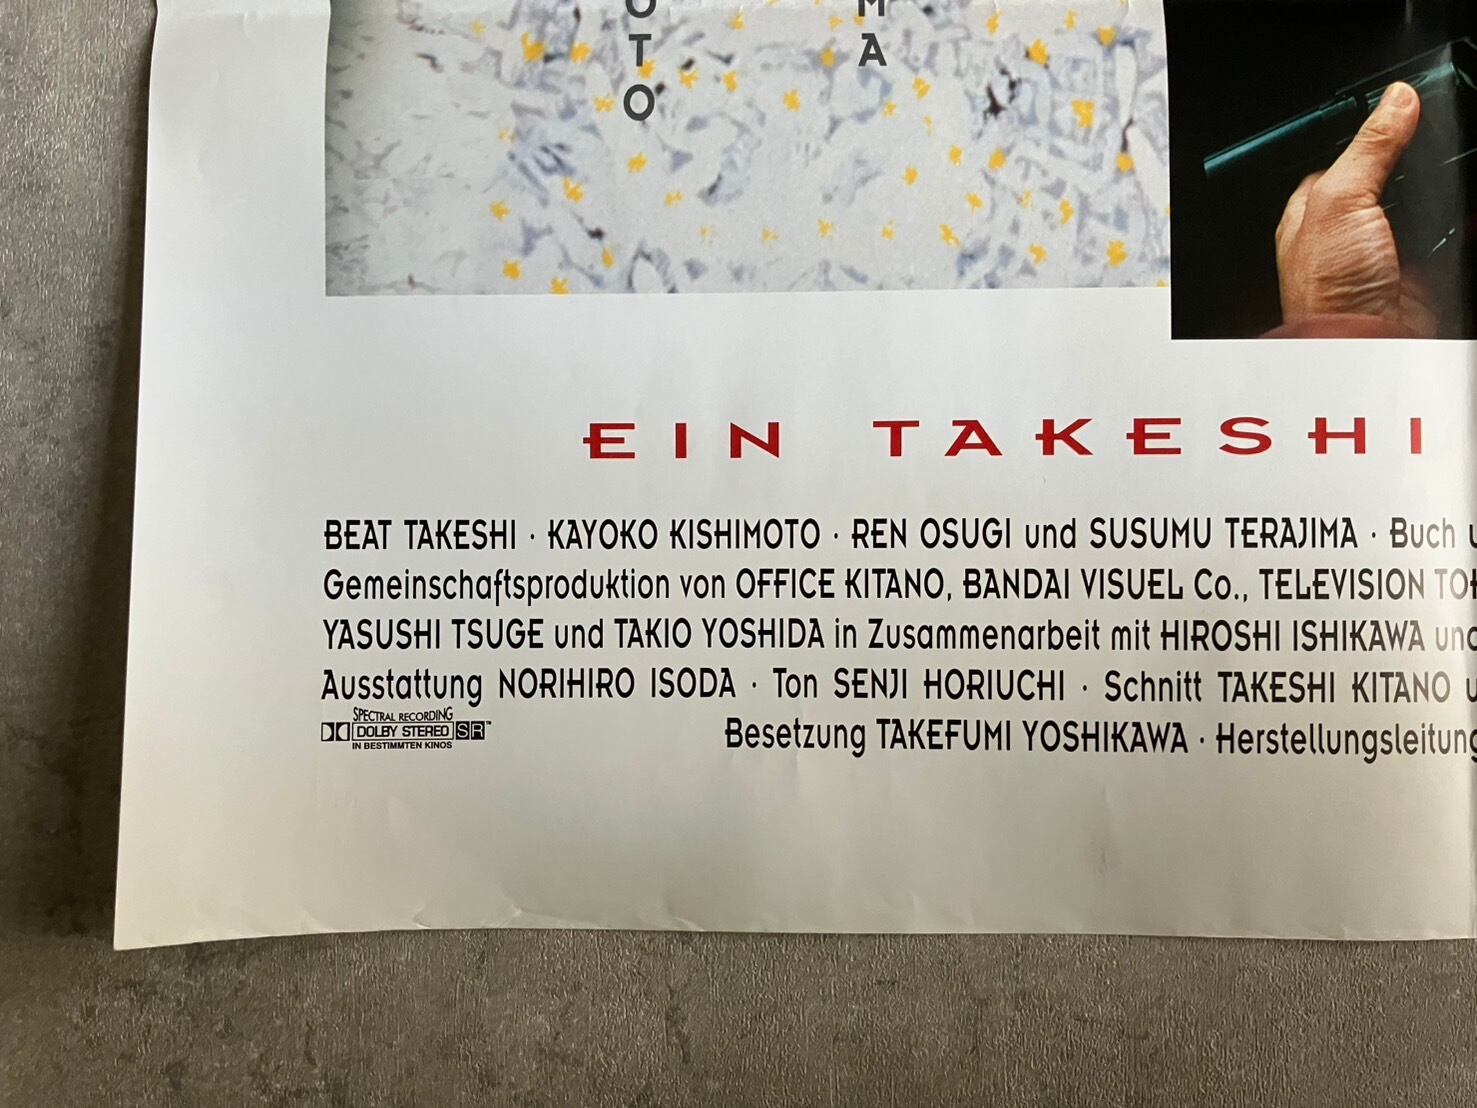 OTO
MA
EIN TAKESHI
BEAT TAKESHI · KAYOKO KISHIMOTO · REN OSUGI und SUSUMU TERAJIMA · Buch
Gemeinschaftsproduktion von OFFICE KITANO, BANDAI VISUEL Co., TELEVISION
YASUSHI TSUGE und TAKIO YOSHIDA in Zusammenarbeit mit HIROSHI ISHIKAWA und
Ausstattung NORIHIRO ISODA · Ton SENJI HORIUCHI · Schnitt TAKESHI KITANO
SPECTRAL RECORDING
DOLBY STEREO SR™
IN BESTIMMTEN KINOS
Besetzung TAKEFUMI YOSHIKAWA · Herstellungsleitung